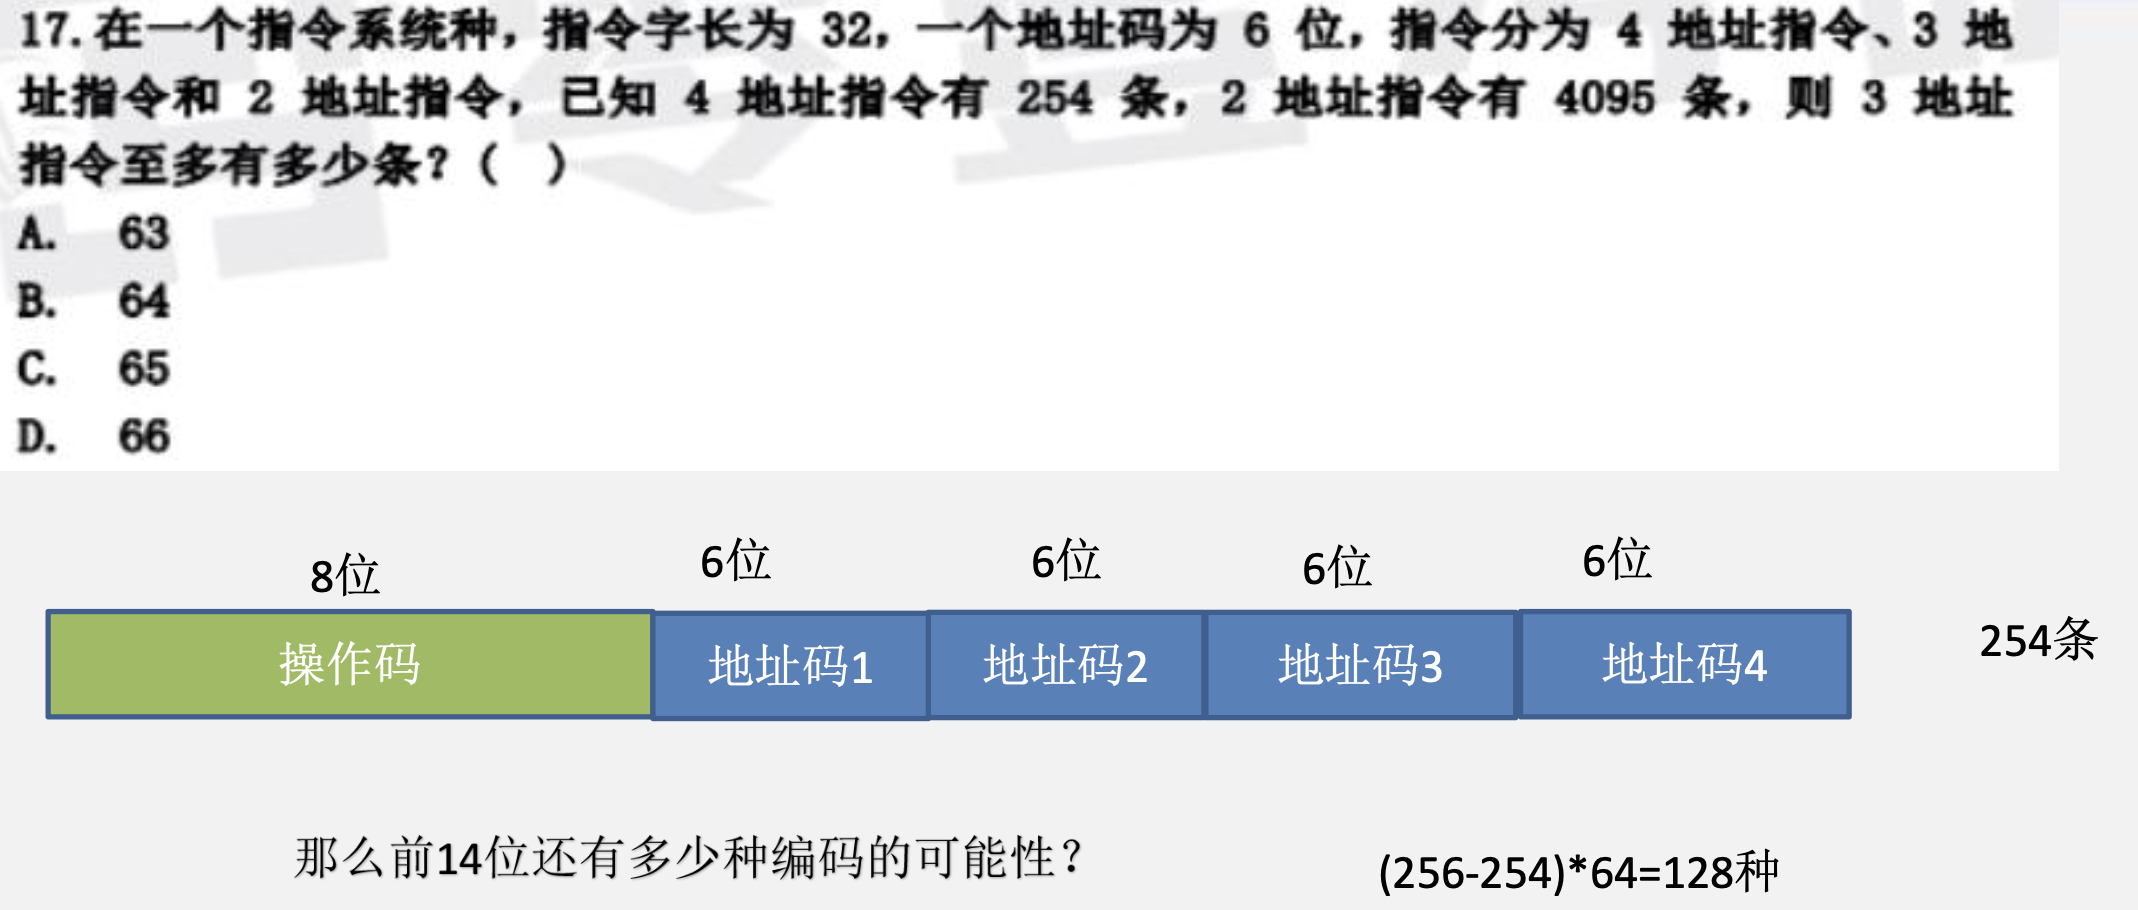 17.在一个指令系统种，指令字长为 32，一个地址码为 6 位，指令分为 4 地址指令、3 地
址指令和 2 地址指令，已知 4 地址指令有 254 条，2 地址指令有 4095 条，则 3 地址
指令至多有多少条？（ ）
A. 63
B. 64
C. 65
D. 66
8位 6位 6位 6位 6位
操作码 地址码1 地址码2 地址码3 地址码4 254条
那么前14位还有多少种编码的可能性？ (256-254)*64=128种